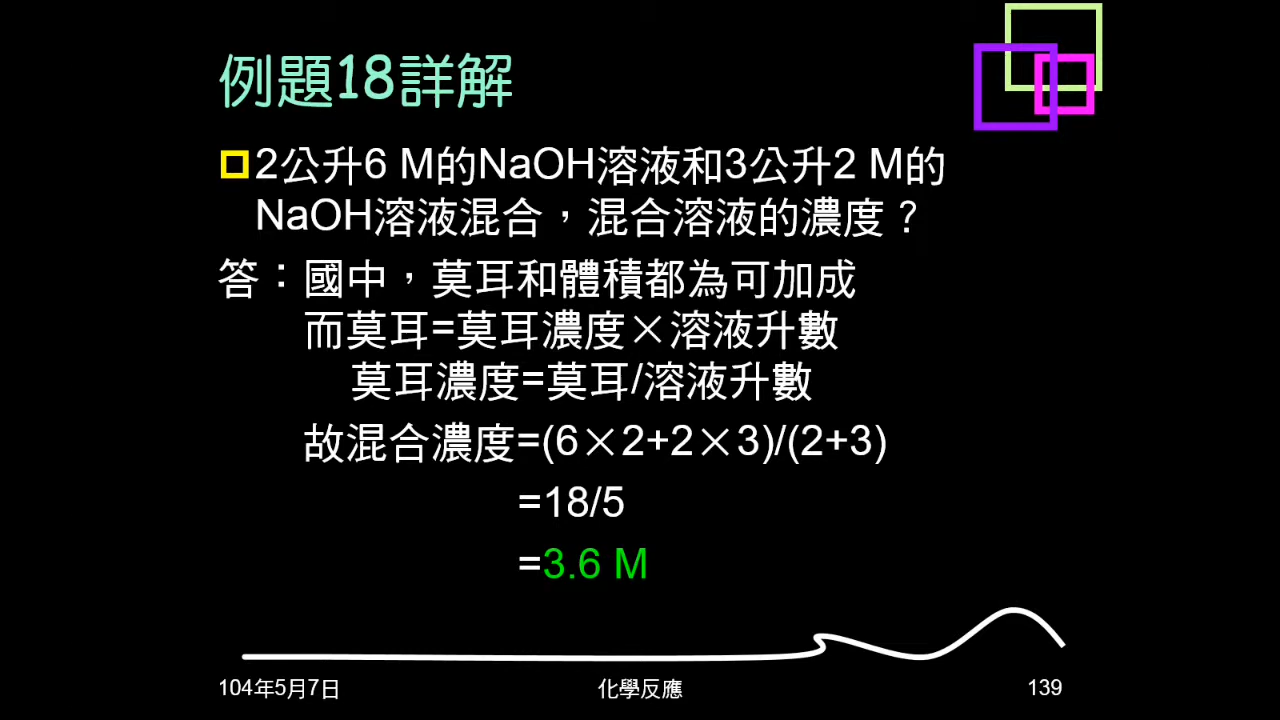 例題18詳解
2公升6 M的NaOH溶液和3公升2 M的
NaOH溶液混合，混合溶液的濃度？
答：國中，莫耳和體積都為可加成
而莫耳=莫耳濃度×溶液升數
莫耳濃度=莫耳/溶液升數
故混合濃度=(6×2+2×3)/(2+3)
=18/5
=3.6 M
104年5月7日
化學反應
139